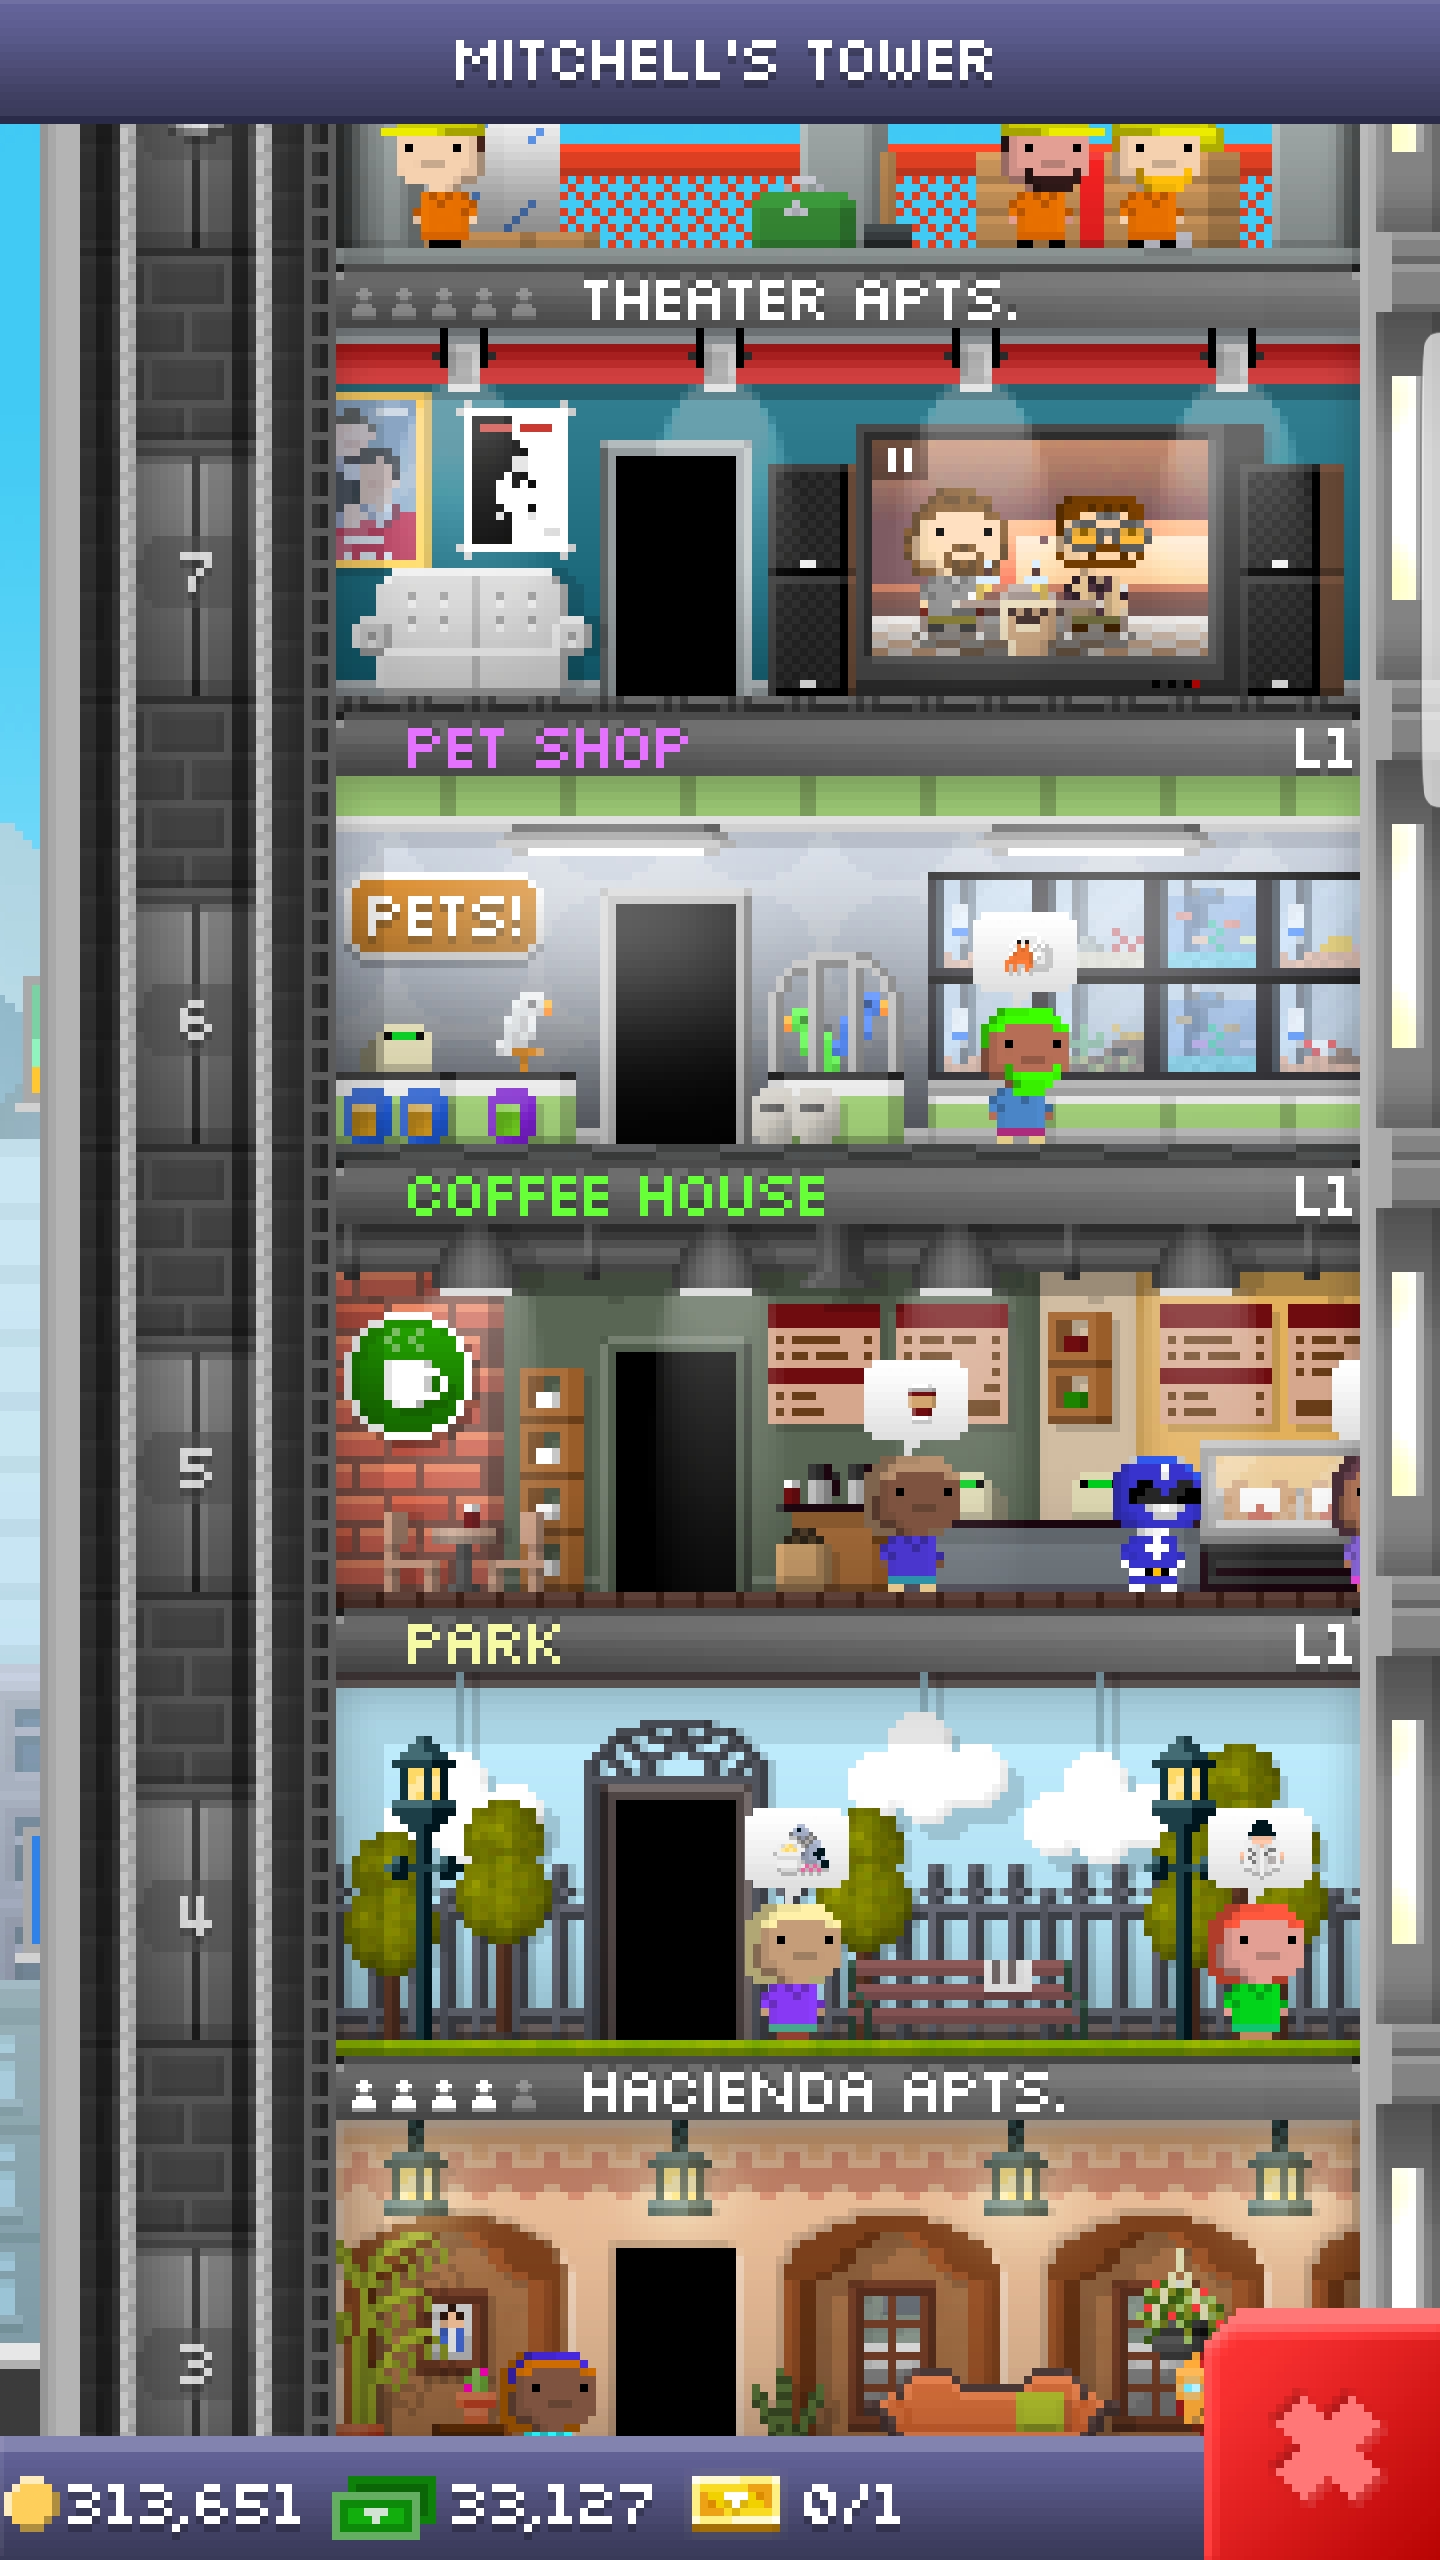 MITCHELL'S TOWER
THEATER APTS.
7
PET SHOP L1
PETS!
6
COFFEE HOUSE L1
5
PARK L1
4
HACIENDA APTS.
3
313,651 33,127 0/1